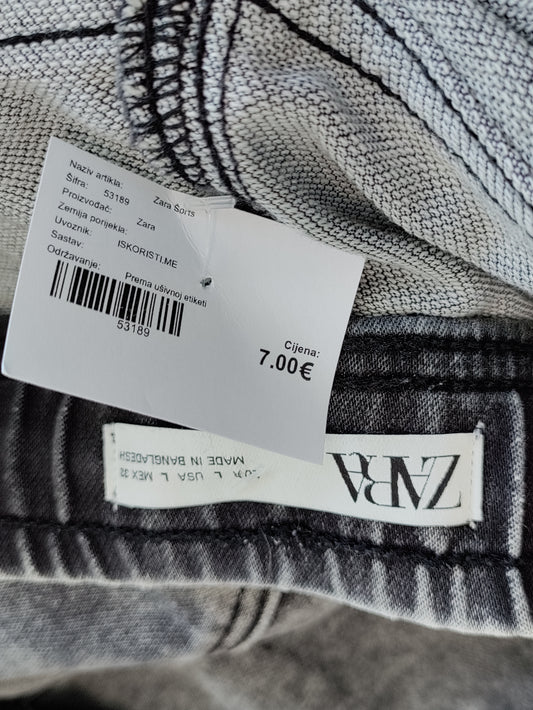 Naziv artikla:
Šifra: 53189 Zara Šorts
Proizvođač: Zara
Zemlja porijekla:
Uvoznik: ISKORISTI.ME
Sastav:
Održavanje: Prema ušivnoj etiketi
53189
Cijena:
7.00€
ZARA
L USA L MEX 32
MADE IN BANGLADESH